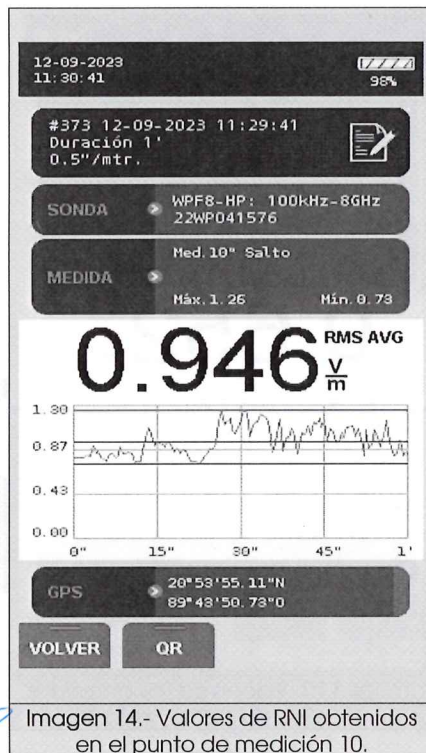 12-09-2023
11:30:41
98%
#373 12-09-2023 11:29:41
Duración 1'
0.5"/mtr.
SONDA
WPF8-HP: 100kHz-8GHz
22WP041576
MEDIDA
Med.10" Salto
Máx.1.26 Mín.0.73
0.946 RMS AVG
V/m
1.30
0.87
0.43
0.00
0" 15" 30" 45" 1'
GPS
20°53'55.11"N
89°43'50.73"O
VOLVER QR
Imagen 14.- Valores de RNI obtenidos
en el punto de medición 10.